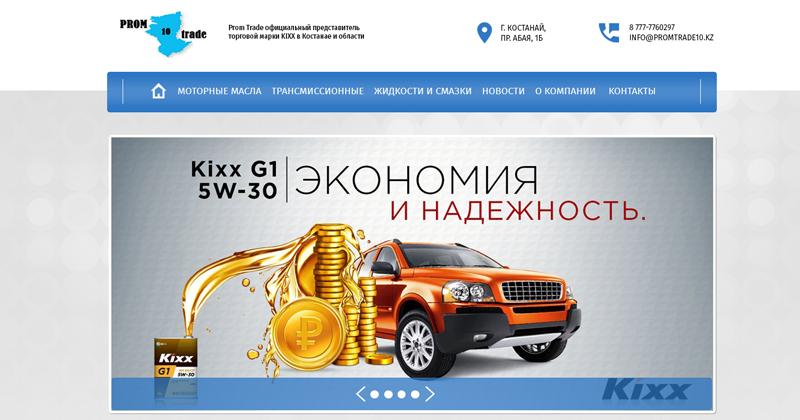 PROM
10
trade
Prom Trade официальный представитель
торговой марки KIXX в Костанае и области
Г. КОСТАНАЙ,
ПР. АБАЯ, 1Б
8 777-7760297
INFO@PROMTRADE10.KZ
МОТОРНЫЕ МАСЛА ТРАНСМИССИОННЫЕ ЖИДКОСТИ И СМАЗКИ НОВОСТИ О КОМПАНИИ КОНТАКТЫ
Kixx G1
5W-30
ЭКОНОМИЯ
И НАДЕЖНОСТЬ.
Kixx
G1
5W-30
Kixx